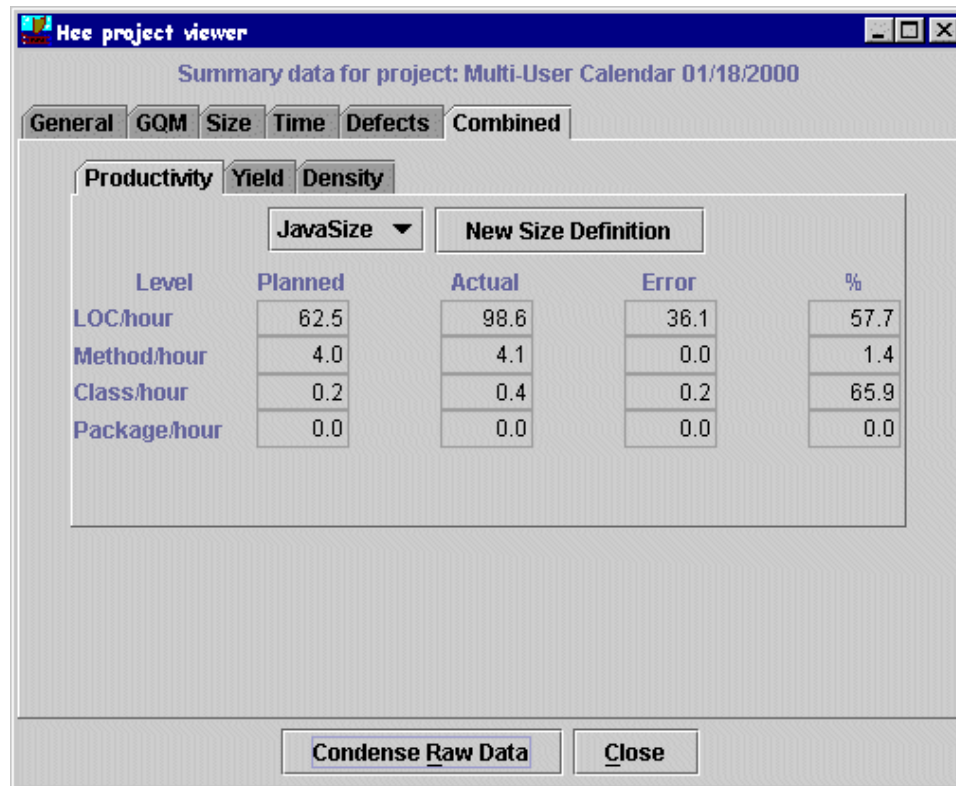 Hee project viewer
Summary data for project: Multi-User Calendar 01/18/2000
General GQM Size Time Defects Combined
Productivity Yield Density
JavaSize New Size Definition
Level Planned Actual Error %
LOC/hour 62.5 98.6 36.1 57.7
Method/hour 4.0 4.1 0.0 1.4
Class/hour 0.2 0.4 0.2 65.9
Package/hour 0.0 0.0 0.0 0.0
Condense Raw Data Close